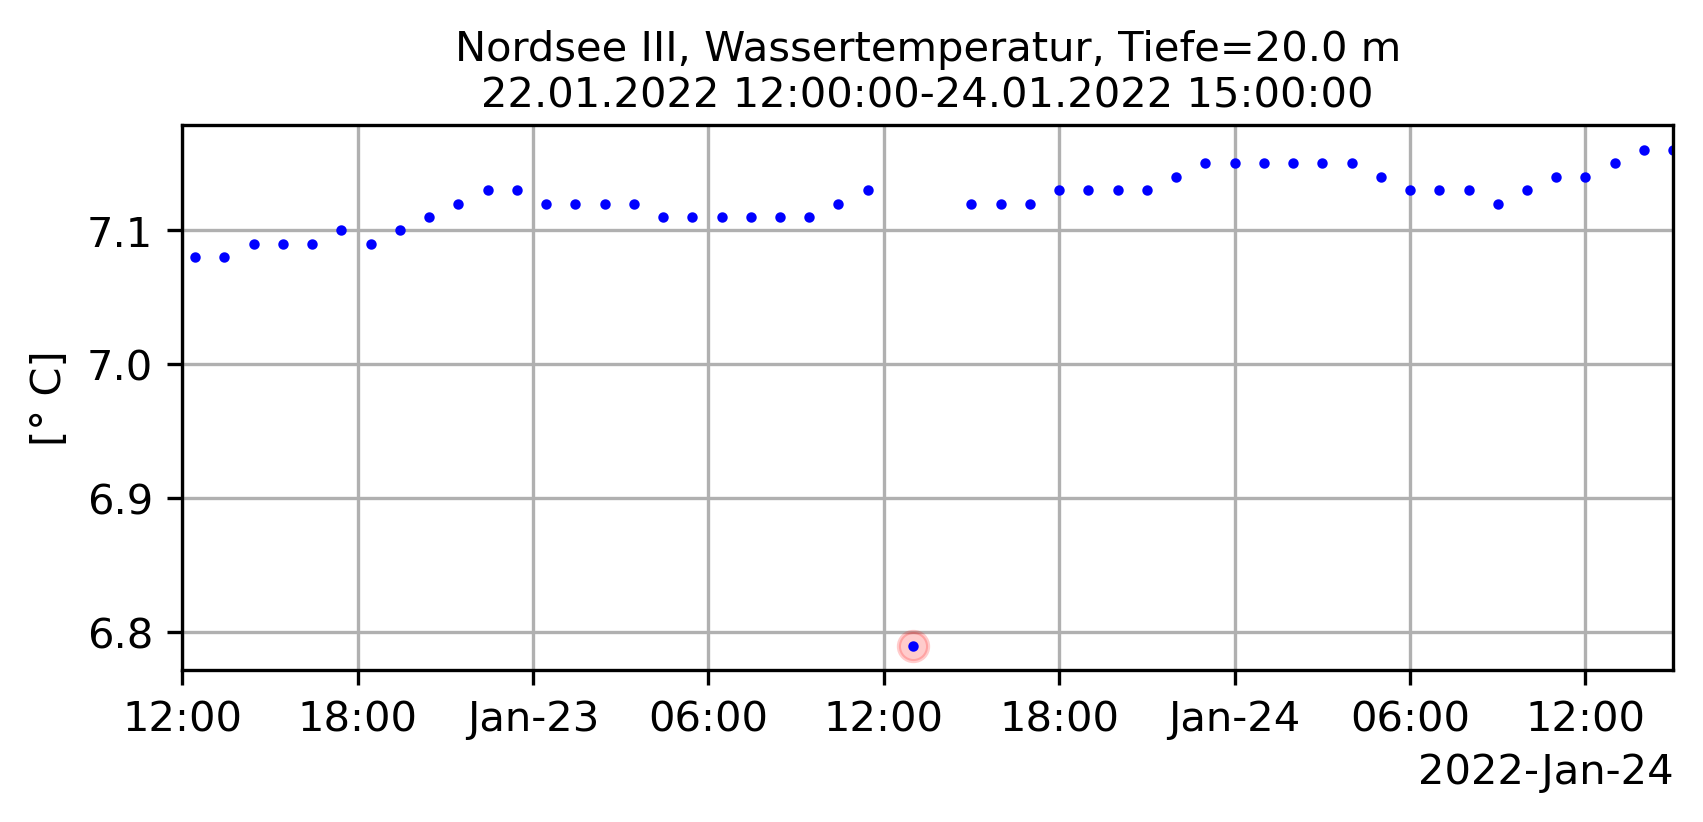 Nordsee III, Wassertemperatur, Tiefe=20.0 m
22.01.2022 12:00:00-24.01.2022 15:00:00
[° C]
7.1
7.0
6.9
6.8
12:00 18:00 Jan-23 06:00 12:00 18:00 Jan-24 06:00 12:00
2022-Jan-24